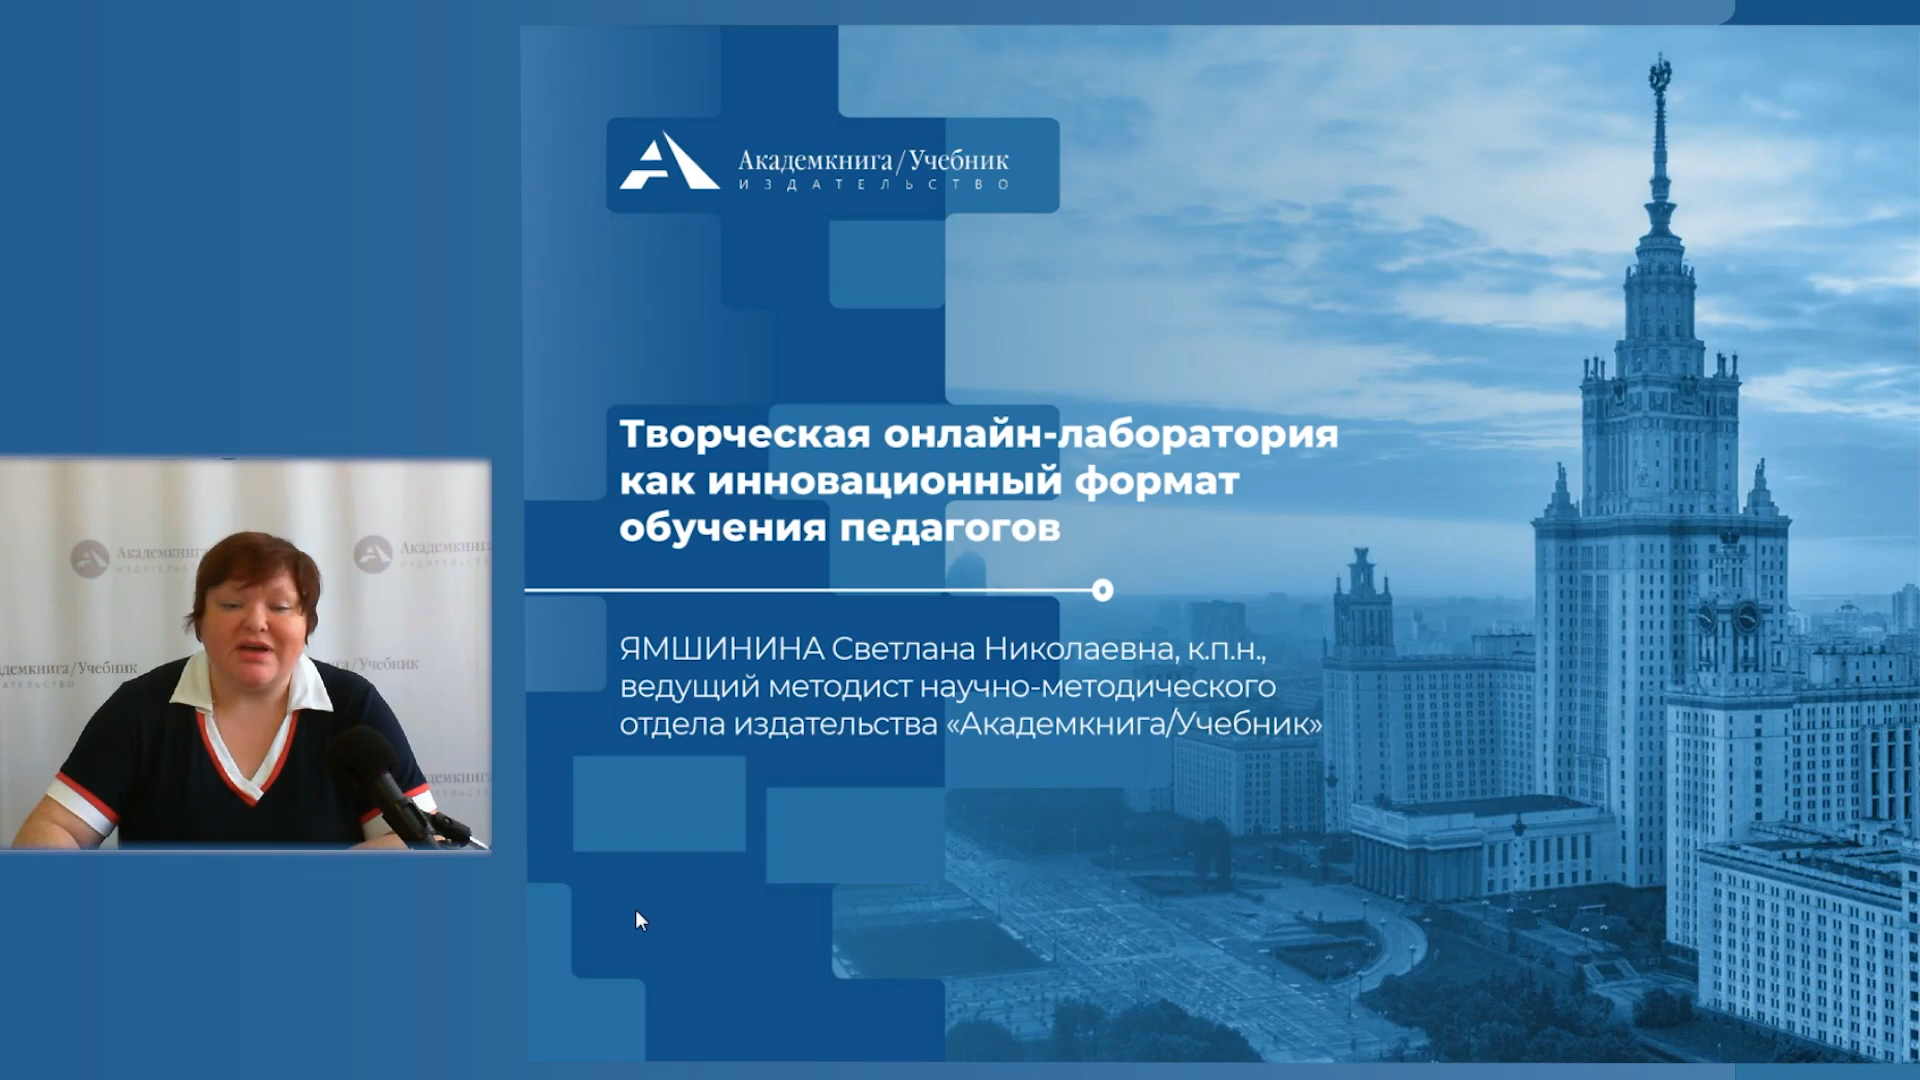 Академкнига/Учебник
ИЗДАТЕЛЬСТВО
Творческая онлайн-лаборатория
как инновационный формат
обучения педагогов
ЯМШИНИНА Светлана Николаевна, к.п.н.,
ведущий методист научно-методического
отдела издательства «Академкнига/Учебник»